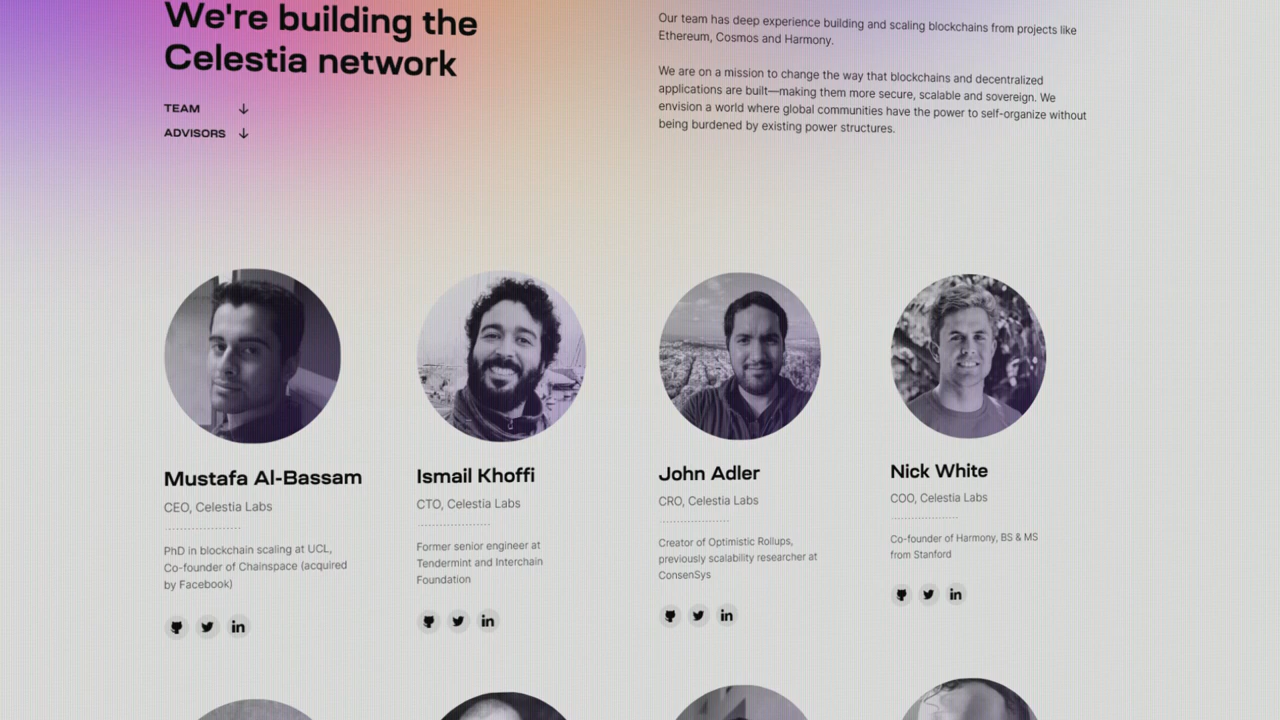 We're building the
Celestia network
TEAM
ADVISORS
Our team has deep experience building and scaling blockchains from projects like
Ethereum, Cosmos and Harmony.
We are on a mission to change the way that blockchains and decentralized
applications are built—making them more secure, scalable and sovereign. We
envision a world where global communities have the power to self-organize without
being burdened by existing power structures.
Mustafa Al-Bassam
CEO, Celestia Labs
PhD in blockchain scaling at UCL,
Co-founder of Chainspace (acquired
by Facebook)
in
Ismail Khoffi
CTO, Celestia Labs
Former senior engineer at
Tendermint and Interchain
Foundation
in
John Adler
CRO, Celestia Labs
Creator of Optimistic Rollups,
previously scalability researcher at
ConsenSys
in
Nick White
COO, Celestia Labs
Co-founder of Harmony, BS & MS
from Stanford
in